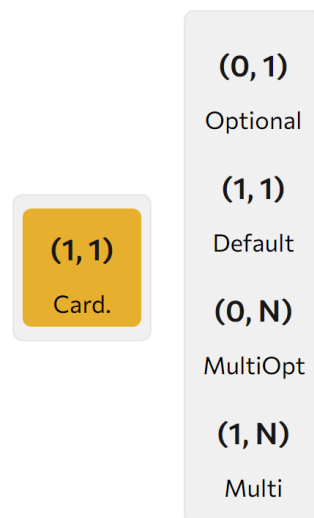 (1, 1)
Card.
(0, 1)
Optional
(1, 1)
Default
(0, N)
MultiOpt
(1, N)
Multi